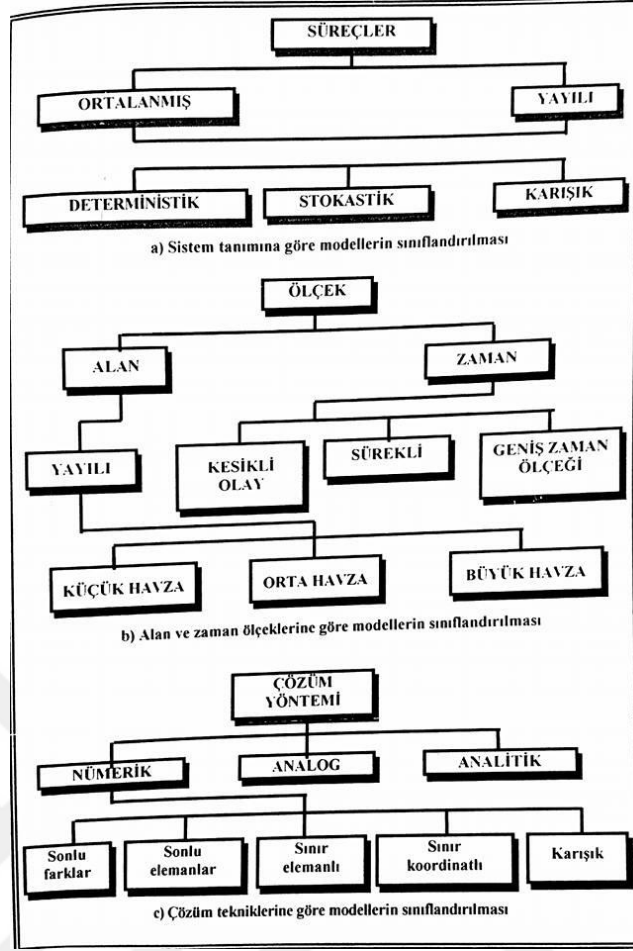 SÜREÇLER
ORTALANMIŞ
YAYILI
DETERMİNİSTİK
STOKASTİK
KARIŞIK
a) Sistem tanımına göre modellerin sınıflandırılması
ÖLÇEK
ALAN
ZAMAN
YAYILI
KESİKLİ
OLAY
SÜREKLİ
GENİŞ ZAMAN
ÖLÇEĞİ
KÜÇÜK HAVZA
ORTA HAVZA
BÜYÜK HAVZA
b) Alan ve zaman ölçeklerine göre modellerin sınıflandırılması
ÇÖZÜM
YÖNTEMİ
NÜMERİK
ANALOG
ANALİTİK
Sonlu
farklar
Sonlu
elemanlar
Sınır
elemanlı
Sınır
koordinatlı
Karışık
c) Çözüm tekniklerine göre modellerin sınıflandırılması